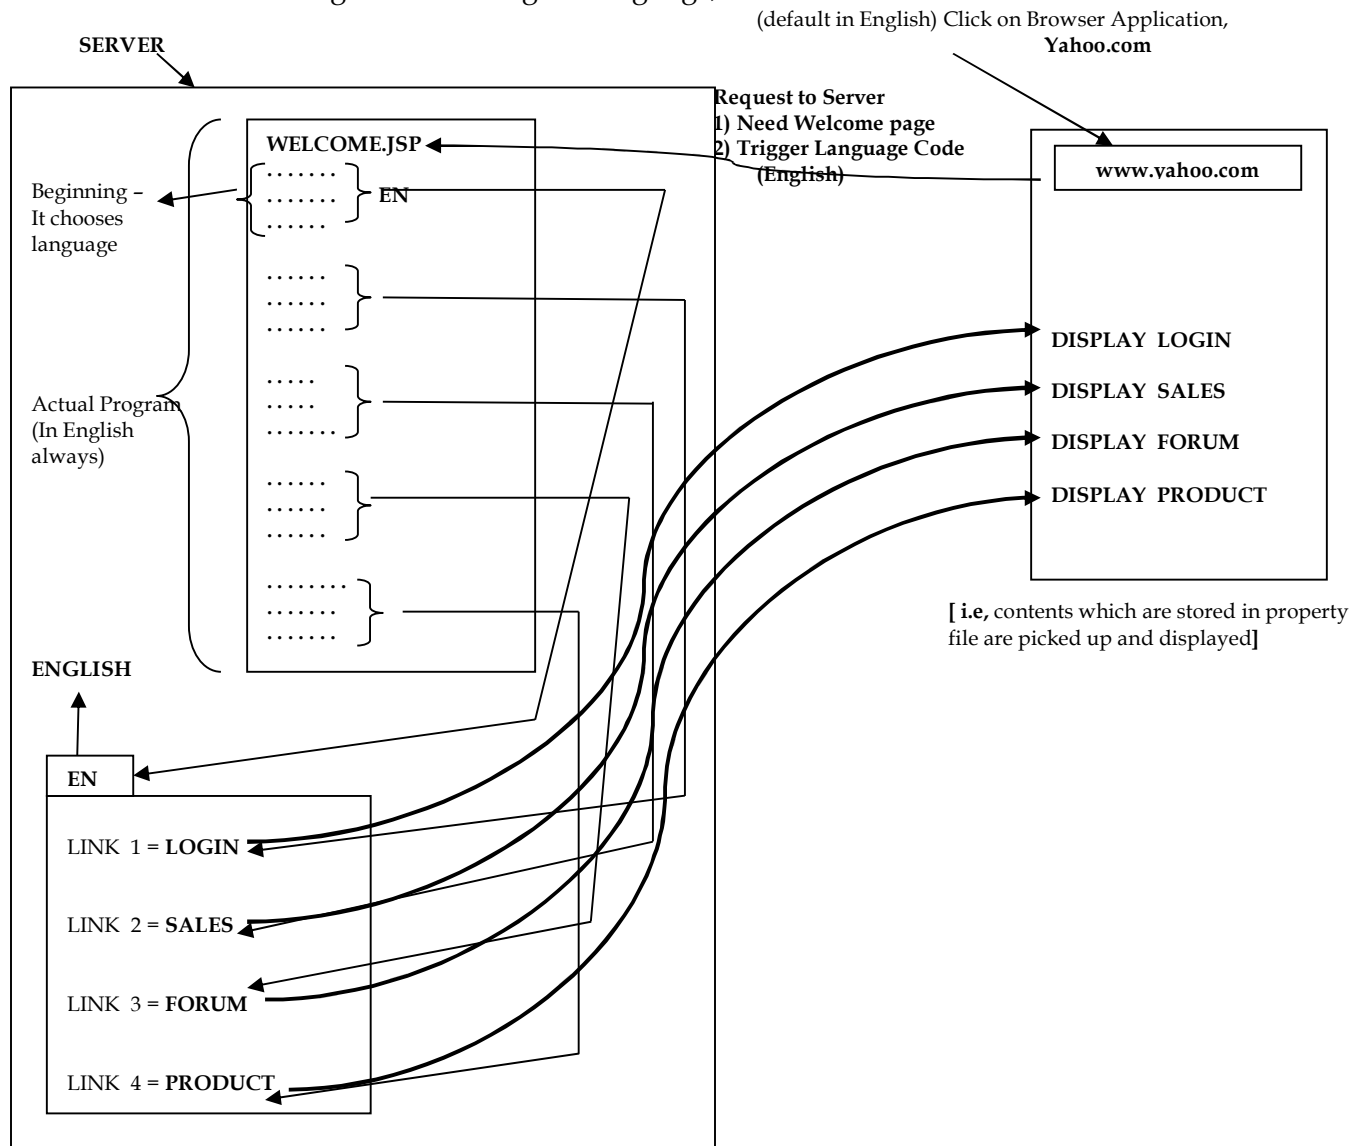 (default in English) Click on Browser Application,
Yahoo.com
SERVER
Request to Server
1) Need Welcome page
2) Trigger Language Code
(English)
WELCOME.JSP
www.yahoo.com
. . . . . . .
. . . . . . .
. . . . . .
EN
Beginning –
It chooses
language
. . . . . .
. . . . . .
. . . . . .
. . . . .
. . . . .
. . . . . . .
Actual Program
(In English
always)
. . . . . .
. . . . . .
. . . . . .
. . . . . . . .
. . . . . . .
. . . . . . .
DISPLAY LOGIN
DISPLAY SALES
DISPLAY FORUM
DISPLAY PRODUCT
[ i.e, contents which are stored in property
file are picked up and displayed]
ENGLISH
EN
LINK 1 = LOGIN
LINK 2 = SALES
LINK 3 = FORUM
LINK 4 = PRODUCT